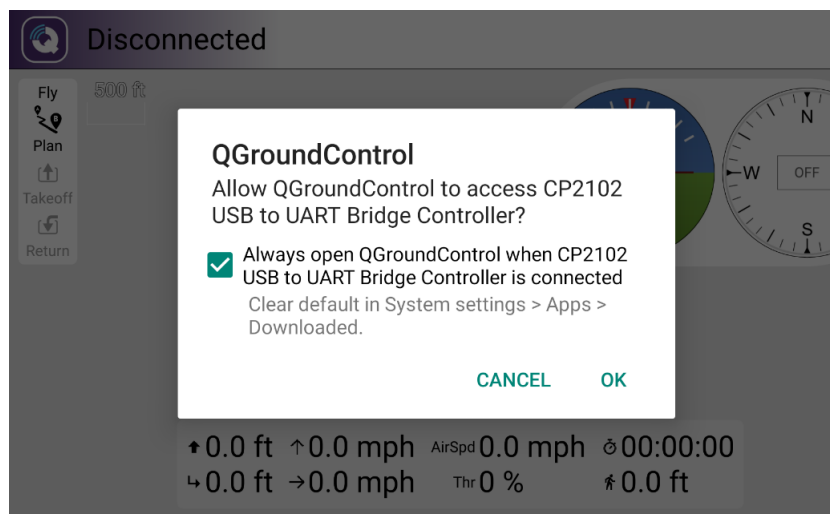 Disconnected
Fly
Plan
Takeoff
Return
500 ft
N
W
OFF
S
QGroundControl
Allow QGroundControl to access CP2102
USB to UART Bridge Controller?
Always open QGroundControl when CP2102
USB to UART Bridge Controller is connected
Clear default in System settings > Apps >
Downloaded.
CANCEL OK
0.0 ft 0.0 mph AirSpd 0.0 mph 00:00:00
0.0 ft 0.0 mph Thr 0 % 0.0 ft